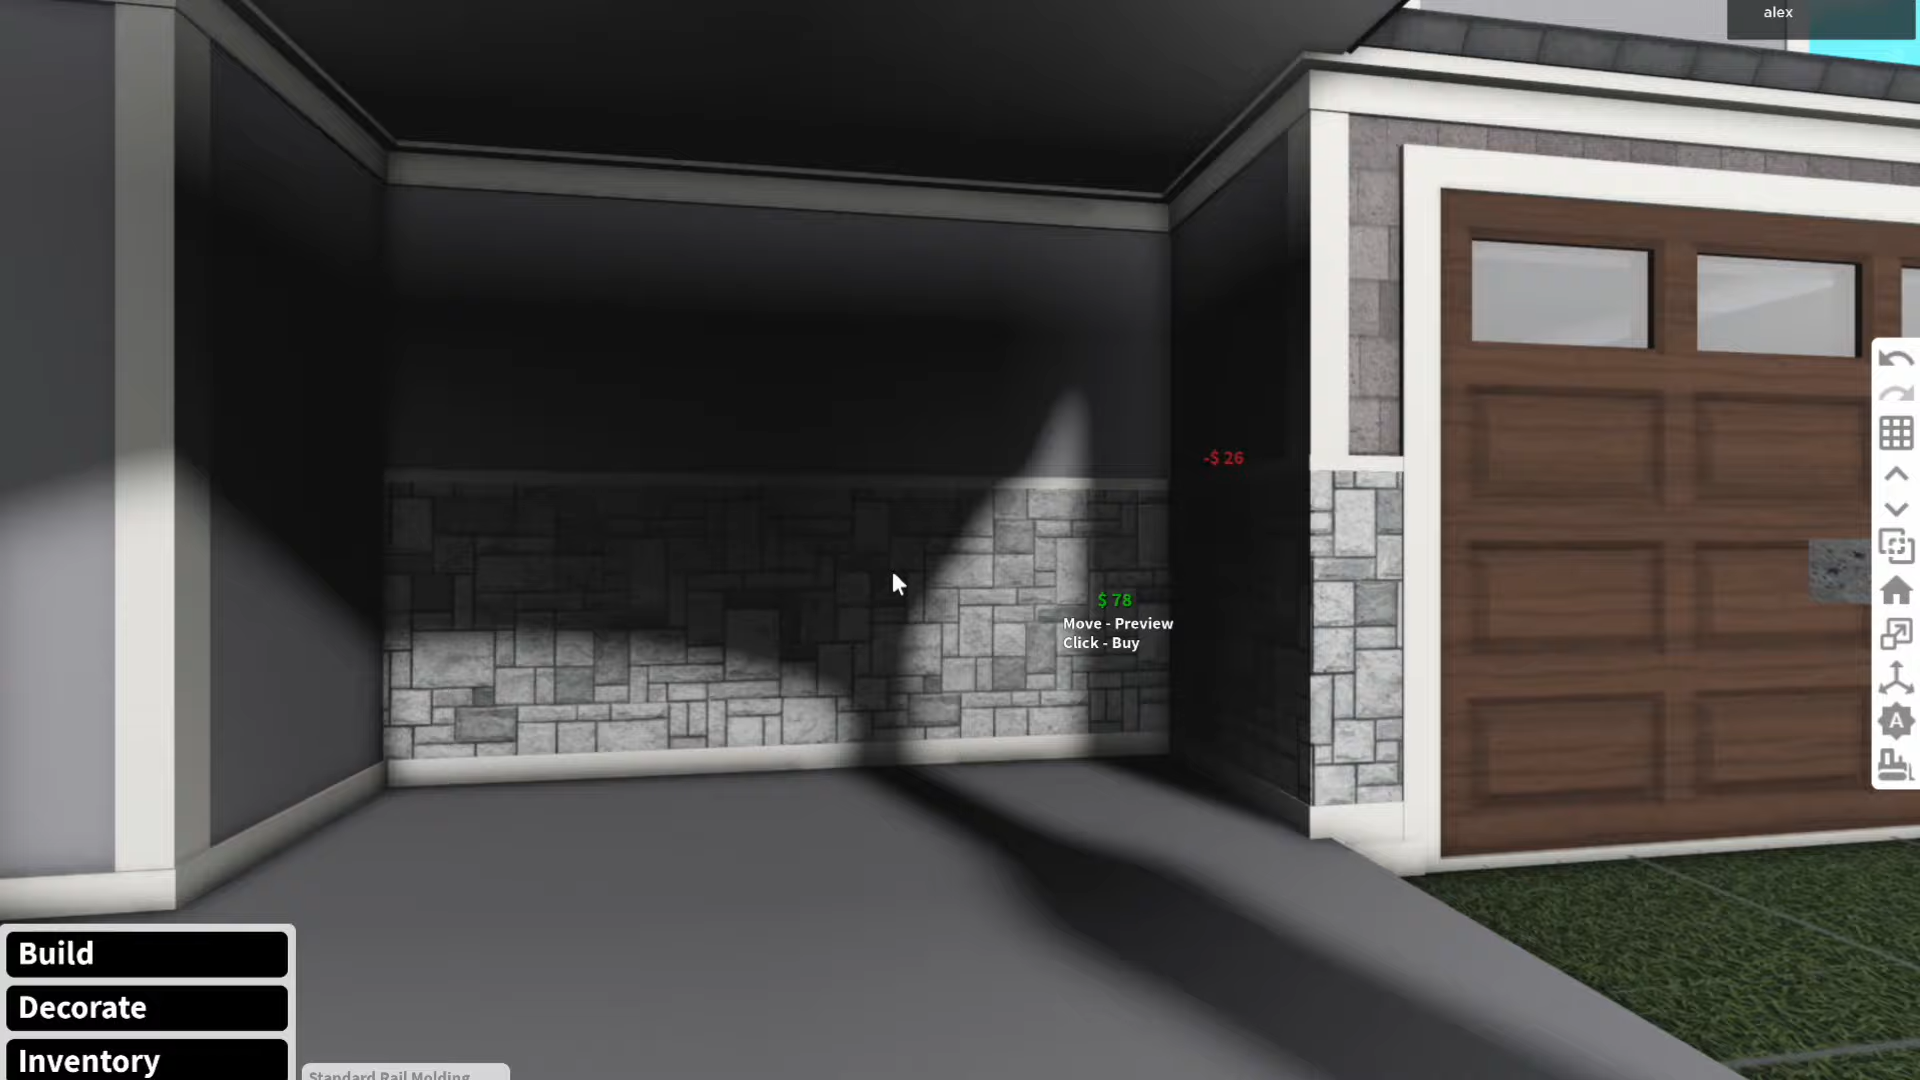 alex
-$ 26
$ 78
Move - Preview
Click - Buy
A
Build
Decorate
Inventory
Standard Rail Molding